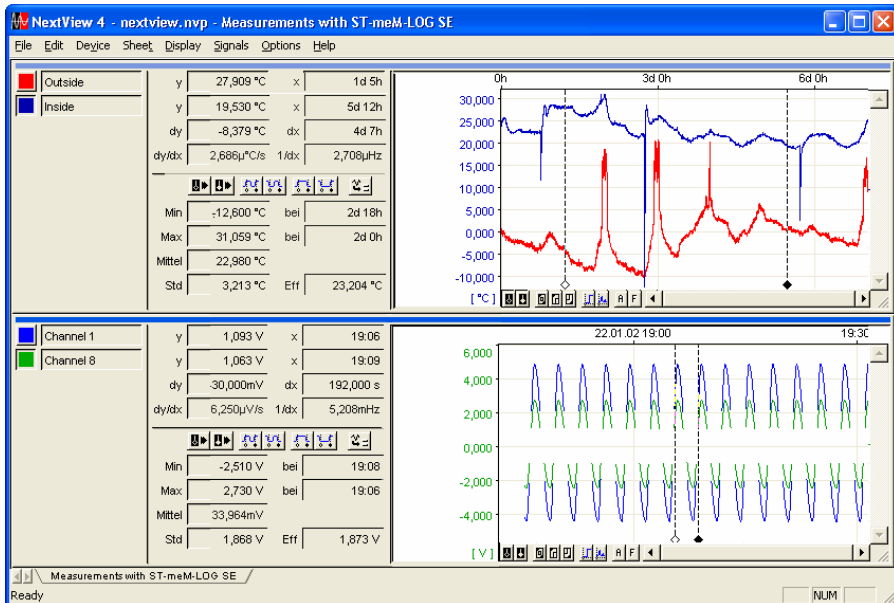 NextView 4 - nextview.nvp - Measurements with ST-meM-LOG SE
File Edit Device Sheet Display Signals Options Help
Outside
Inside
y 27,909 °C x 1d 5h
y 19,530 °C x 5d 12h
dy -8,379 °C dx 4d 7h
dy/dx 2,686µ°C/s 1/dx 2,708µHz
Min -12,600 °C bei 2d 18h
Max 31,059 °C bei 2d 0h
Mittel 22,980 °C
Std 3,213 °C Eff 23,204 °C
0h 3d 0h 6d 0h
30,000
25,000
20,000
15,000
10,000
5,000
0,000
-5,000
-10,000
[ °C ]
A F
Channel 1
Channel 8
y 1,093 V x 19:06
y 1,063 V x 19:09
dy -30,000mV dx 192,000 s
dy/dx 6,250µV/s 1/dx 5,208mHz
Min -2,510 V bei 19:08
Max 2,730 V bei 19:06
Mittel 33,964mV
Std 1,868 V Eff 1,873 V
22.01.02 19:00 19:30
6,000
4,000
2,000
0,000
-2,000
-4,000
[ V ]
A F
Measurements with ST-meM-LOG SE
Ready NUM